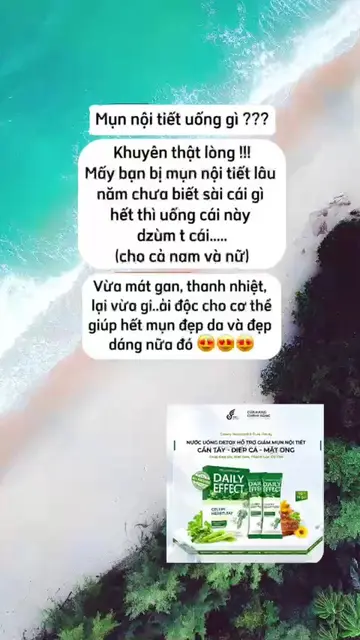 Mụn nội tiết uống gì ???
Khuyên thật lòng !!!
Mấy bạn bị mụn nội tiết lâu
năm chưa biết sài cái gì
hết thì uống cái này
dzùm t cái.....
(cho cả nam và nữ)
Vừa mát gan, thanh nhiệt,
lại vừa gi..ải độc cho cơ thể
giúp hết mụn đẹp da và đẹp
dáng nữa đó 😍😍😍
NƯỚC UỐNG DETOX HỖ TRỢ GIẢM MỤN NỘI TIẾT
CẦN TÂY - DIẾP CÁ - MẬT ONG
DAILY
EFFECT